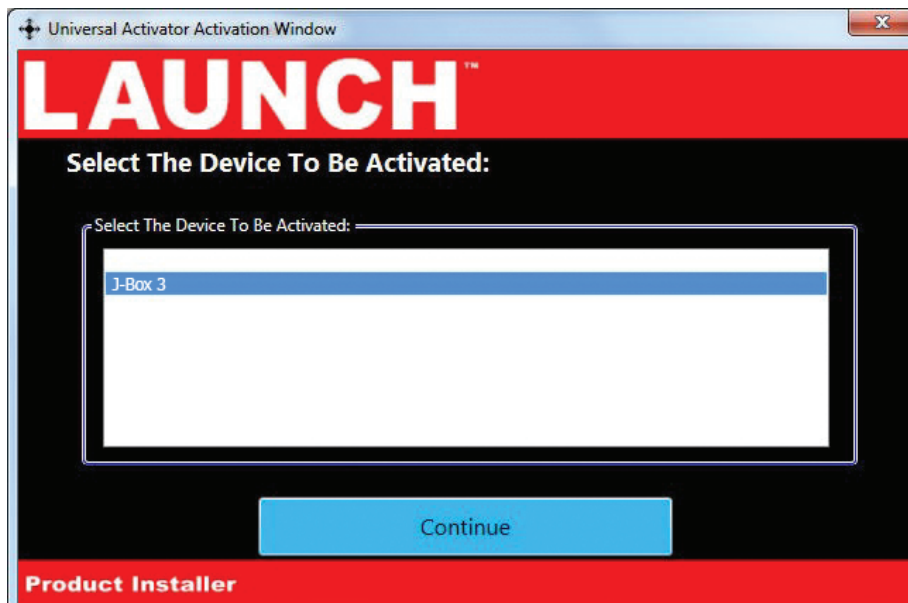 Universal Activator Activation Window
X
LAUNCH™
Select The Device To Be Activated:
Select The Device To Be Activated:
J-Box 3
Continue
Product Installer